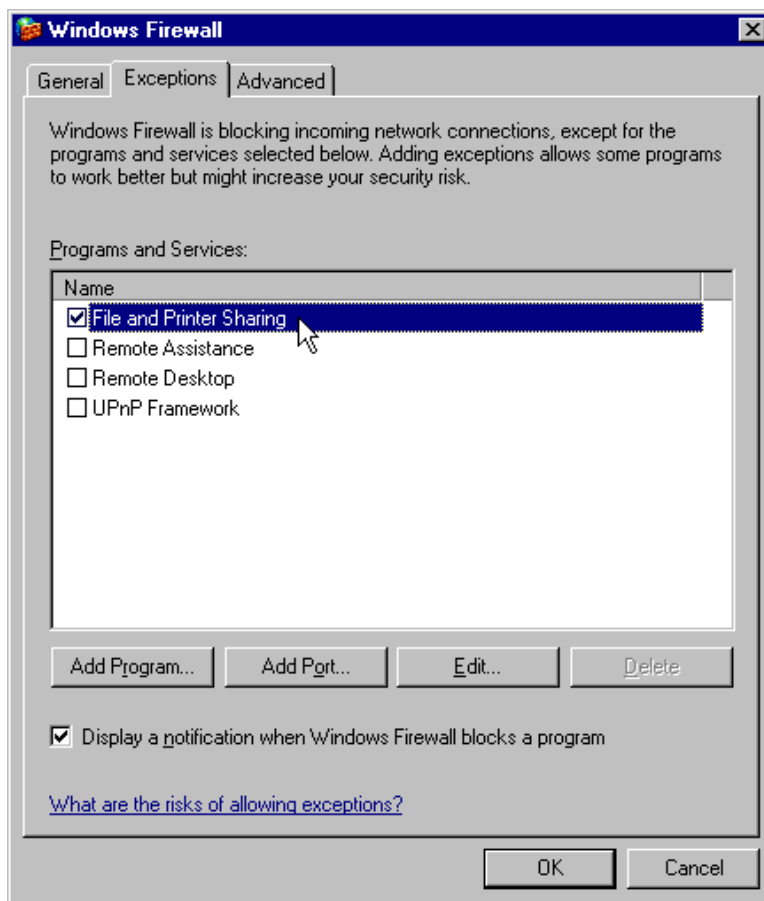 Windows Firewall
General Exceptions Advanced
Windows Firewall is blocking incoming network connections, except for the
programs and services selected below. Adding exceptions allows some programs
to work better but might increase your security risk.
Programs and Services:
Name
File and Printer Sharing
Remote Assistance
Remote Desktop
UPnP Framework
Add Program... Add Port... Edit... Delete
Display a notification when Windows Firewall blocks a program
What are the risks of allowing exceptions?
OK Cancel